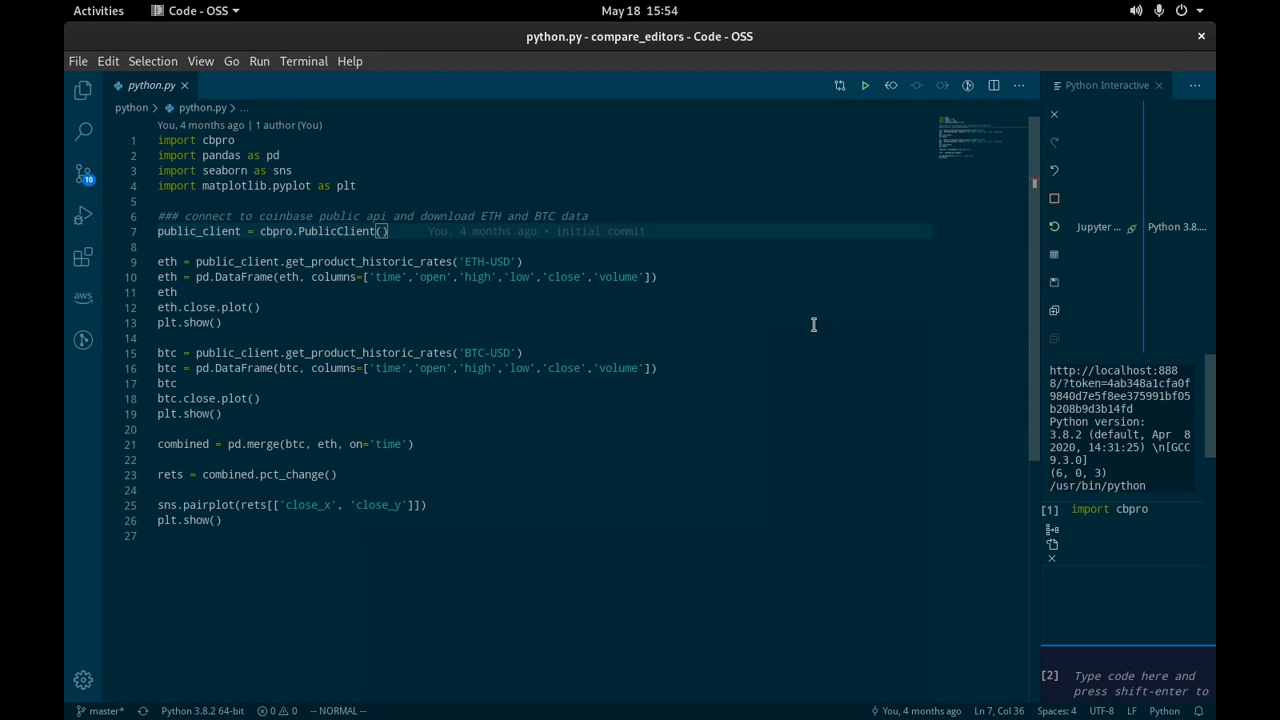 Activities
Code - OSS
May 18 15:54
python.py - compare_editors - Code - OSS
File Edit Selection View Go Run Terminal Help
python.py
Python Interactive
python > python.py > ...
You, 4 months ago | 1 author (You)
1 import cbpro
2 import pandas as pd
3 import seaborn as sns
4 import matplotlib.pyplot as plt
5
6 ### connect to coinbase public api and download ETH and BTC data
7 public_client = cbpro.PublicClient() You, 4 months ago • initial commit
8
9 eth = public_client.get_product_historic_rates('ETH-USD')
10 eth = pd.DataFrame(eth, columns=['time','open','high','low','close','volume'])
11 eth
12 eth.close.plot()
13 plt.show()
14
15 btc = public_client.get_product_historic_rates('BTC-USD')
16 btc = pd.DataFrame(btc, columns=['time','open','high','low','close','volume'])
17 btc
18 btc.close.plot()
19 plt.show()
20
21 combined = pd.merge(btc, eth, on='time')
22
23 rets = combined.pct_change()
24
25 sns.pairplot(rets[['close_x', 'close_y']])
26 plt.show()
27
10
aws
Jupyter ...
Python 3.8....
http://localhost:888
8/?token=4ab348a1cfa0f
9840d7e5f8ee375991bf05
b208b9d3b14fd
Python version:
3.8.2 (default, Apr 8
2020, 14:31:25) \n[GCC
9.3.0]
(6, 0, 3)
/usr/bin/python
[1] import cbpro
[2] Type code here and
press shift-enter to
master* Python 3.8.2 64-bit 0 0 -- NORMAL --
You, 4 months ago Ln 7, Col 36 Spaces: 4 UTF-8 LF Python